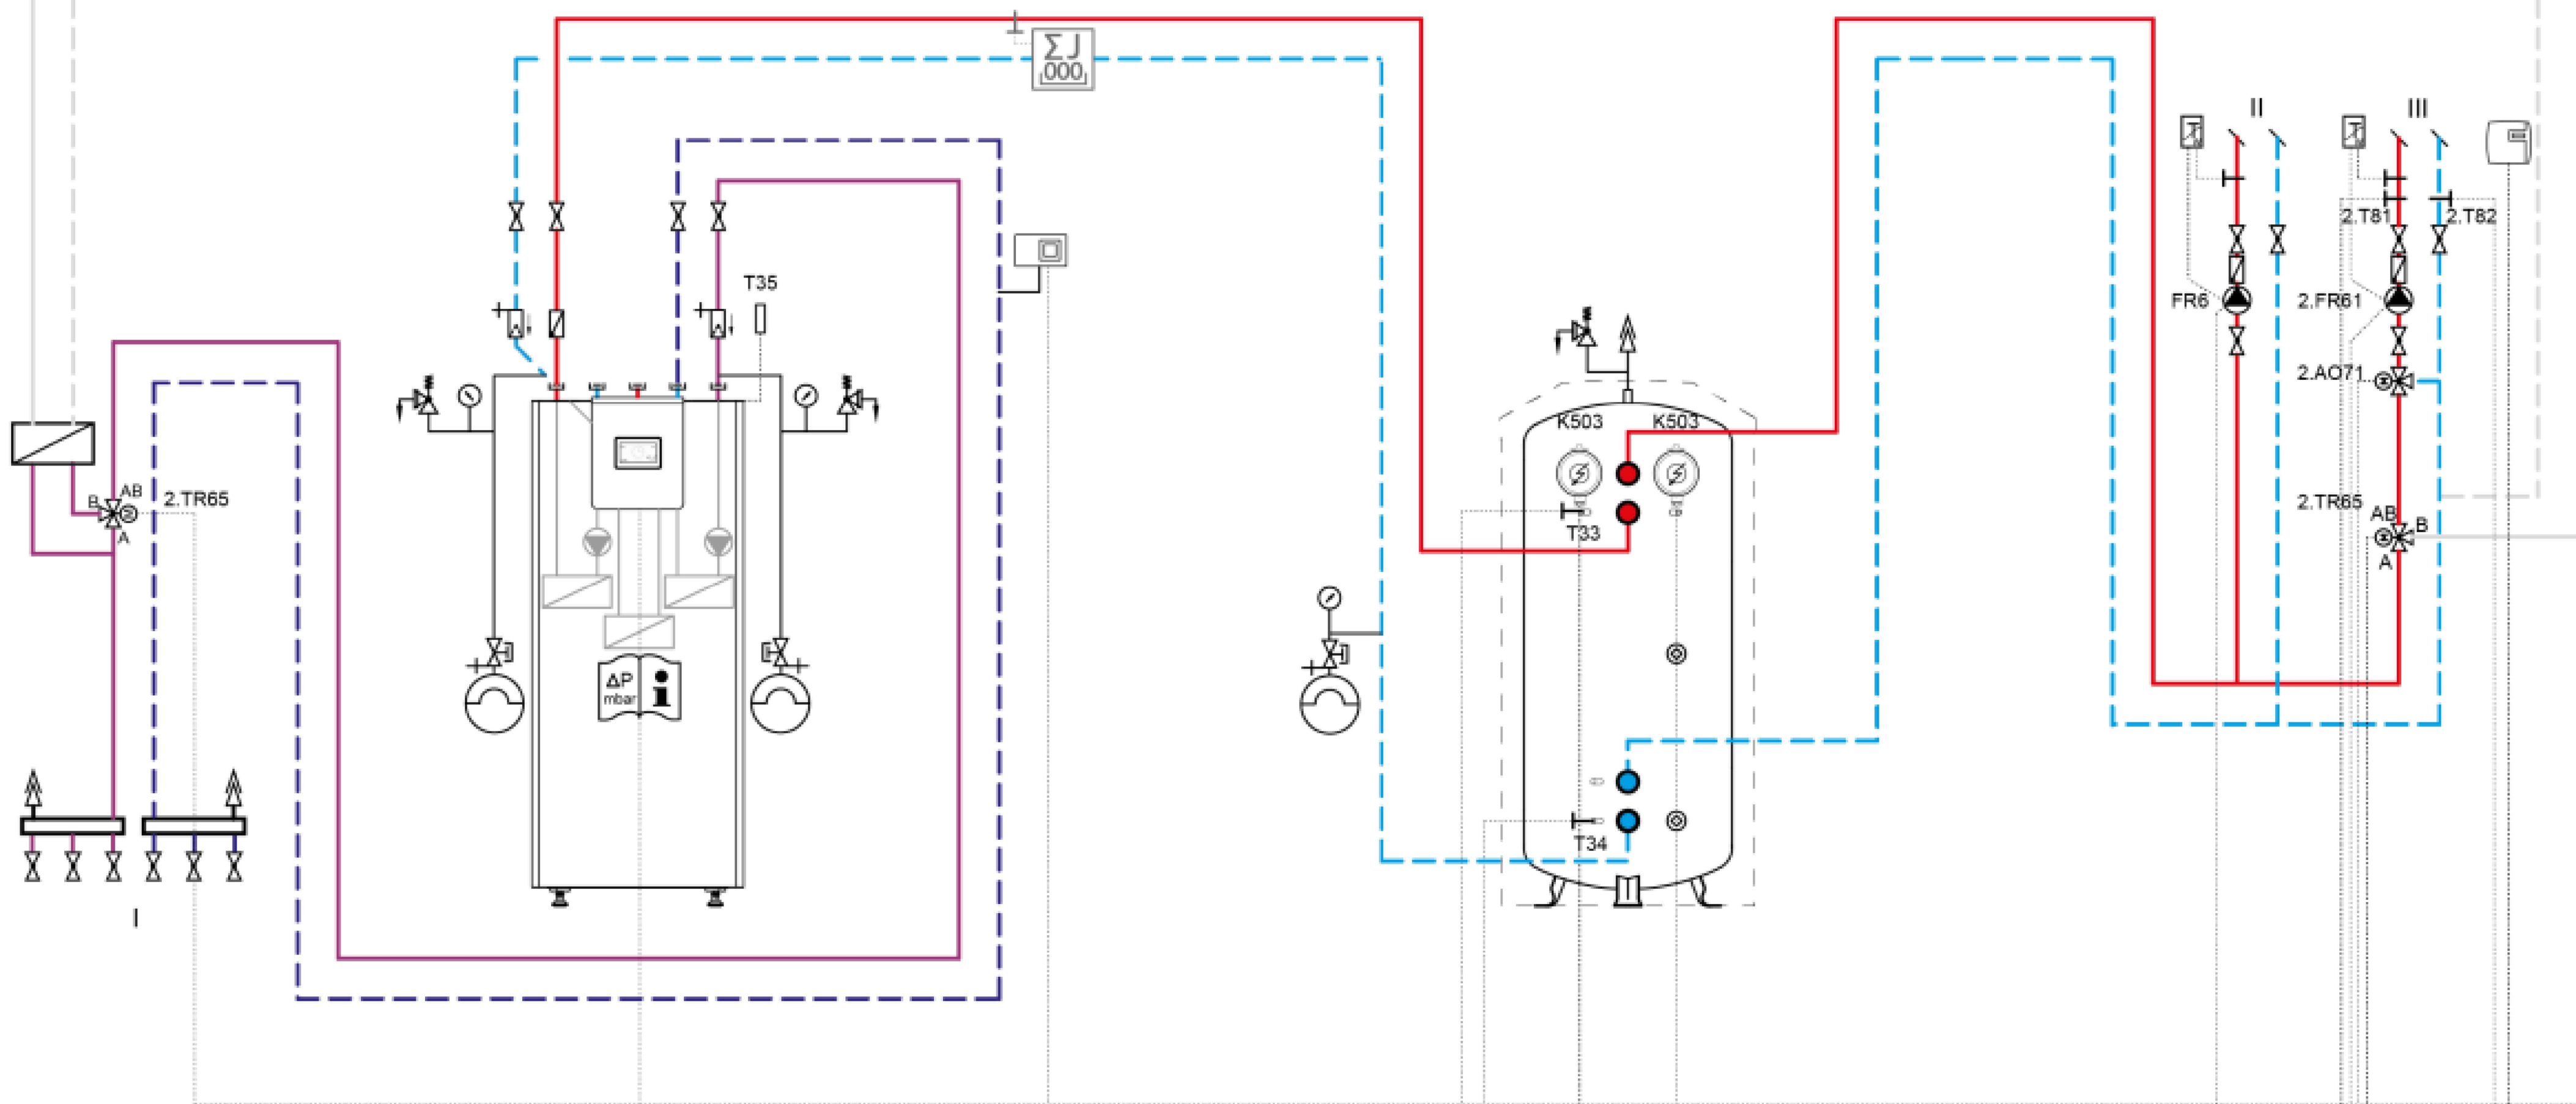 ΣJ
000
II
III
2.T81
2.T82
T35
FR6
2.FR61
2.AO71
K503
K503
B
AB
2.TR65
A
T33
2.TR65
AB
B
A
ΔP
mbar
i
T34
I